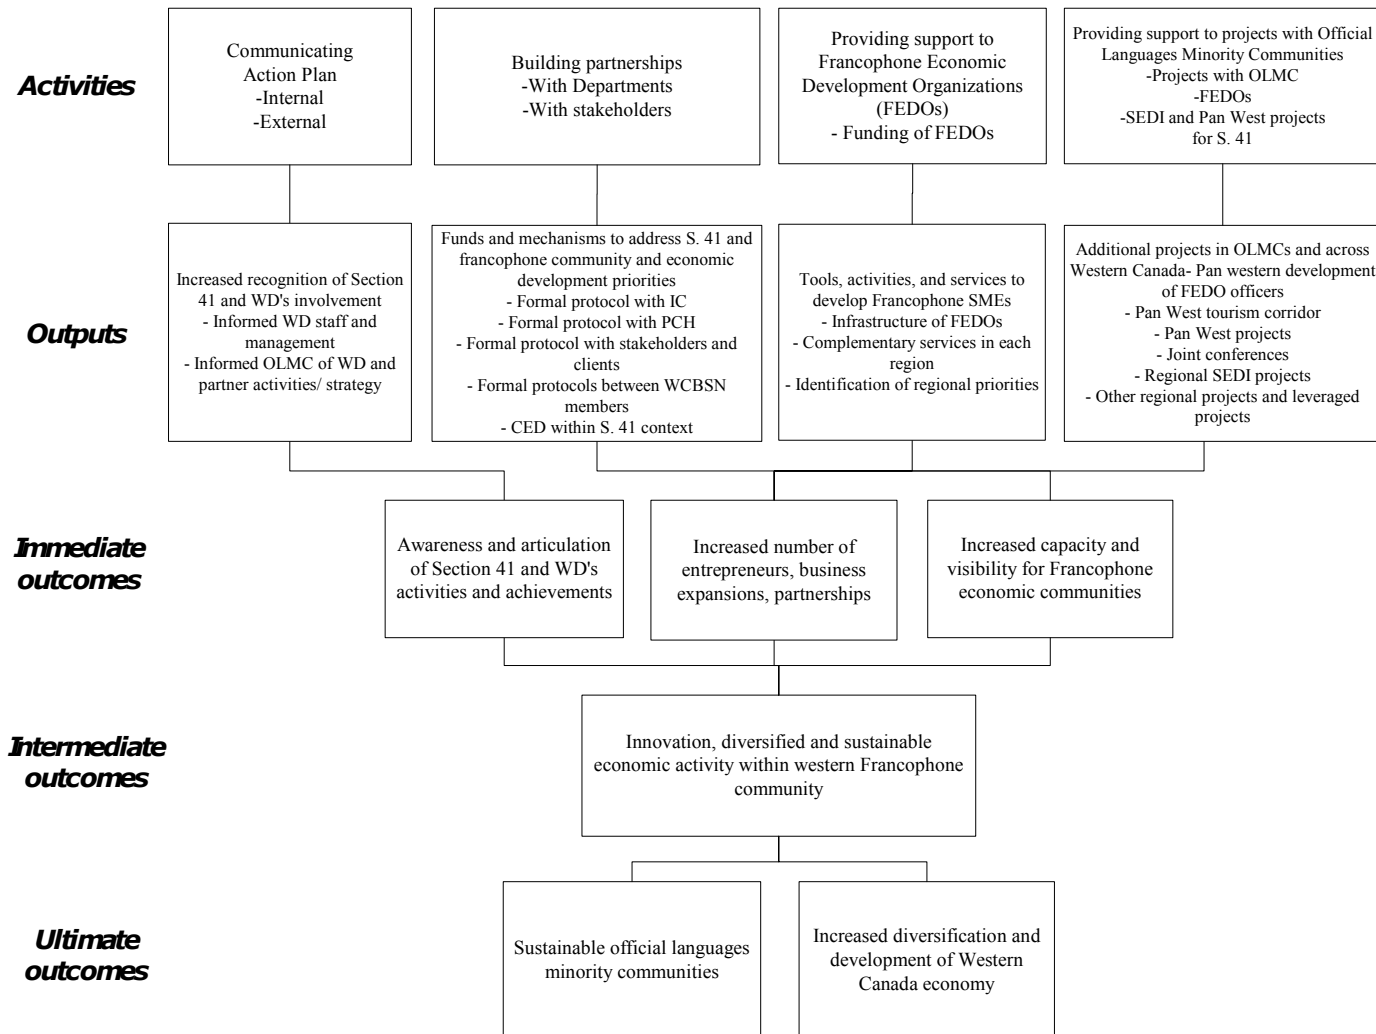 Activities
Communicating
Action Plan
-Internal
-External
Building partnerships
-With Departments
-With stakeholders
Providing support to
Francophone Economic
Development Organizations
(FEDOs)
- Funding of FEDOs
Providing support to projects with Official
Languages Minority Communities
-Projects with OLMC
-FEDOs
-SEDI and Pan West projects
for S. 41
Outputs
Increased recognition of Section
41 and WD's involvement
- Informed WD staff and
management
- Informed OLMC of WD and
partner activities/ strategy
Funds and mechanisms to address S. 41 and
francophone community and economic
development priorities
- Formal protocol with IC
- Formal protocol with PCH
- Formal protocol with stakeholders and
clients
- Formal protocols between WCBSN
members
- CED within S. 41 context
Tools, activities, and services to
develop Francophone SMEs
- Infrastructure of FEDOs
- Complementary services in each
region
- Identification of regional priorities
Additional projects in OLMCs and across
Western Canada- Pan western development
of FEDO officers
- Pan West tourism corridor
- Pan West projects
- Joint conferences
- Regional SEDI projects
- Other regional projects and leveraged
projects
Immediate
outcomes
Awareness and articulation
of Section 41 and WD's
activities and achievements
Increased number of
entrepreneurs, business
expansions, partnerships
Increased capacity and
visibility for Francophone
economic communities
Intermediate
outcomes
Innovation, diversified and sustainable
economic activity within western Francophone
community
Ultimate
outcomes
Sustainable official languages
minority communities
Increased diversification and
development of Western
Canada economy